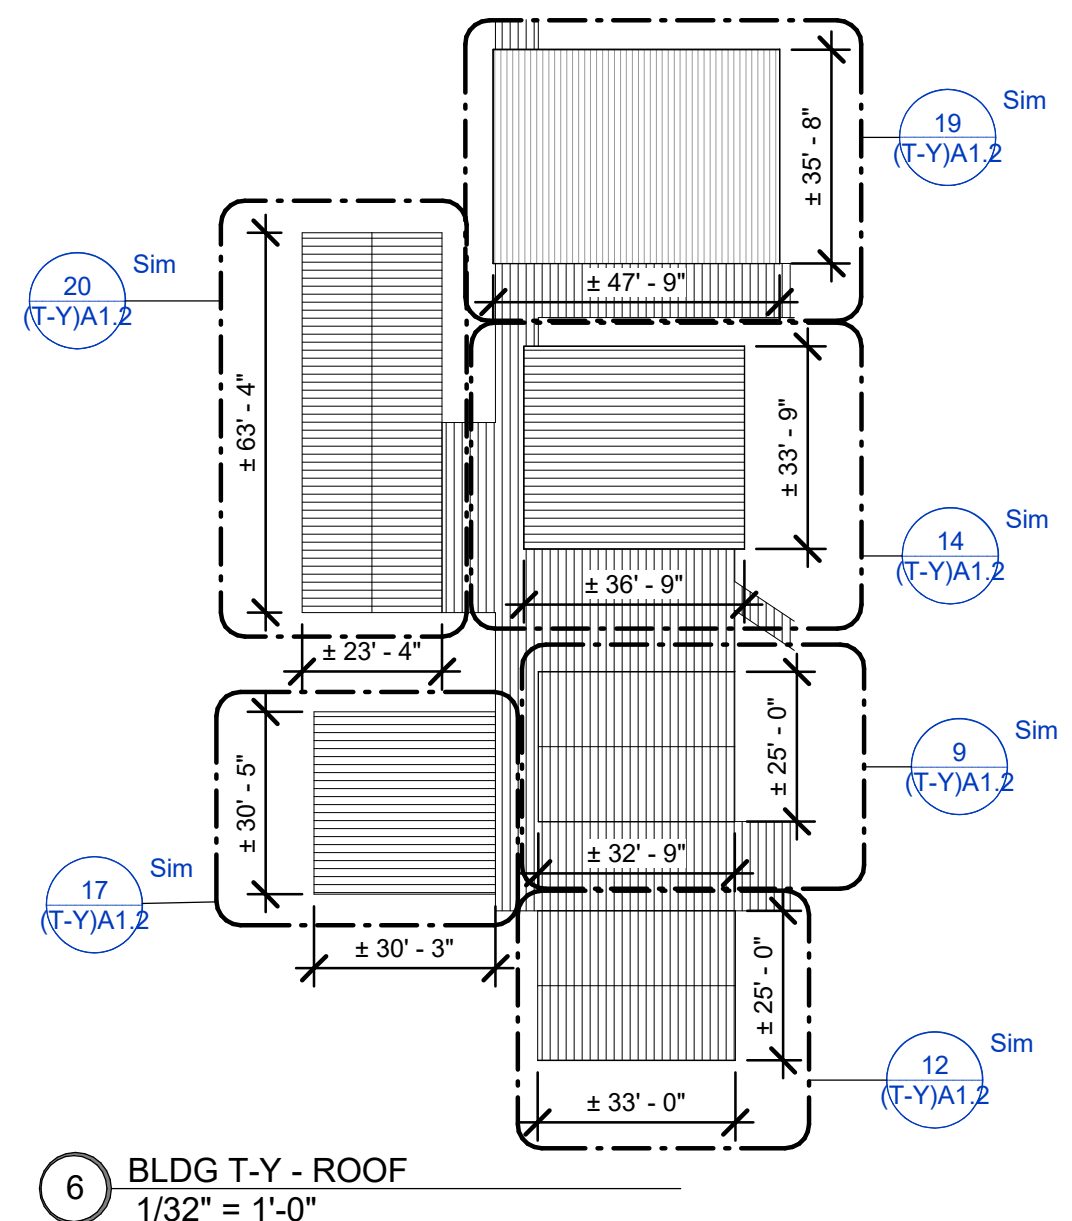 Sim
19
(T-Y)A1.2
± 35' - 8"
± 47' - 9"
Sim
20
(T-Y)A1.2
± 63' - 4"
± 23' - 4"
± 33' - 9"
± 36' - 9"
Sim
14
(T-Y)A1.2
± 25' - 0"
± 32' - 9"
Sim
9
(T-Y)A1.2
± 30' - 5"
± 30' - 3"
Sim
17
(T-Y)A1.2
± 25' - 0"
± 33' - 0"
Sim
12
(T-Y)A1.2
6
BLDG T-Y - ROOF
1/32" = 1'-0"